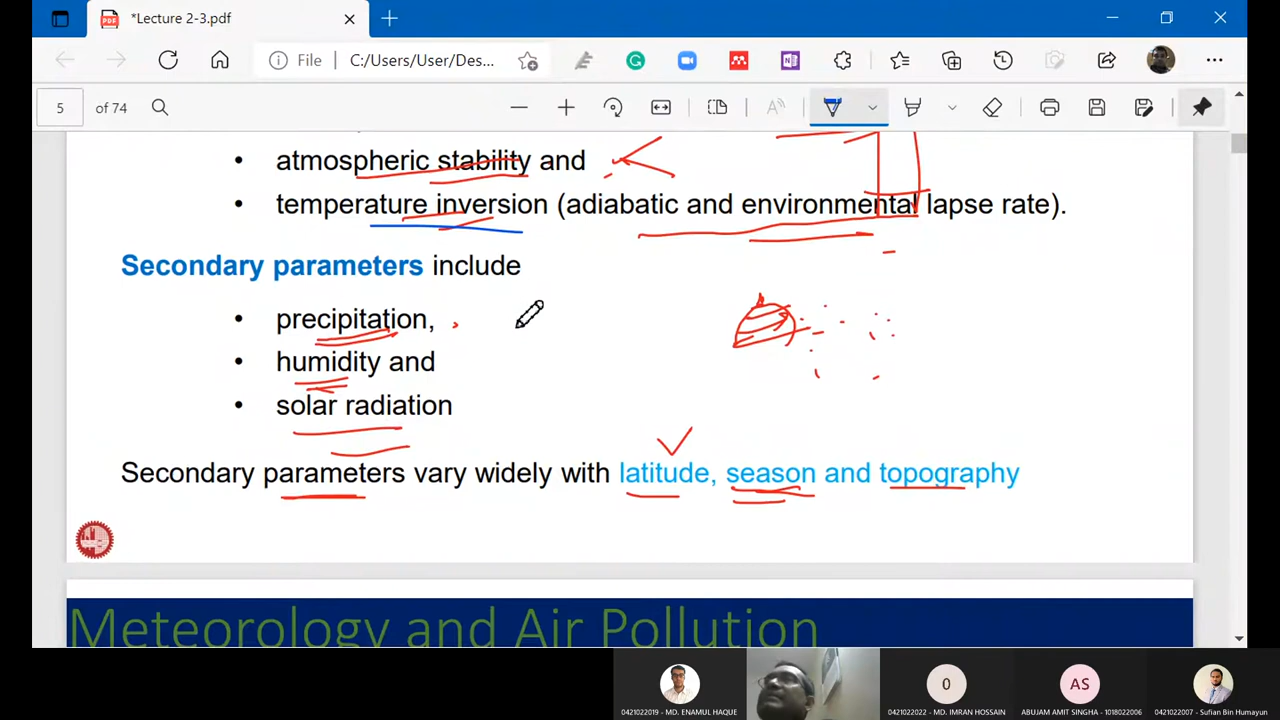 *Lecture 2-3.pdf
File C:/Users/User/Des...
5 of 74
• atmospheric stability and
• temperature inversion (adiabatic and environmental lapse rate).
Secondary parameters include
• precipitation,
• humidity and
• solar radiation
Secondary parameters vary widely with latitude, season and topography
Meteorology and Air Pollution
0421022019 - MD. ENAMUL HAQUE
0
0421022022 - MD. IMRAN HOSSAIN
AS
ABUJAM AMIT SINGHA - 1018022006
0421022007 - Sufian Bin Humayun